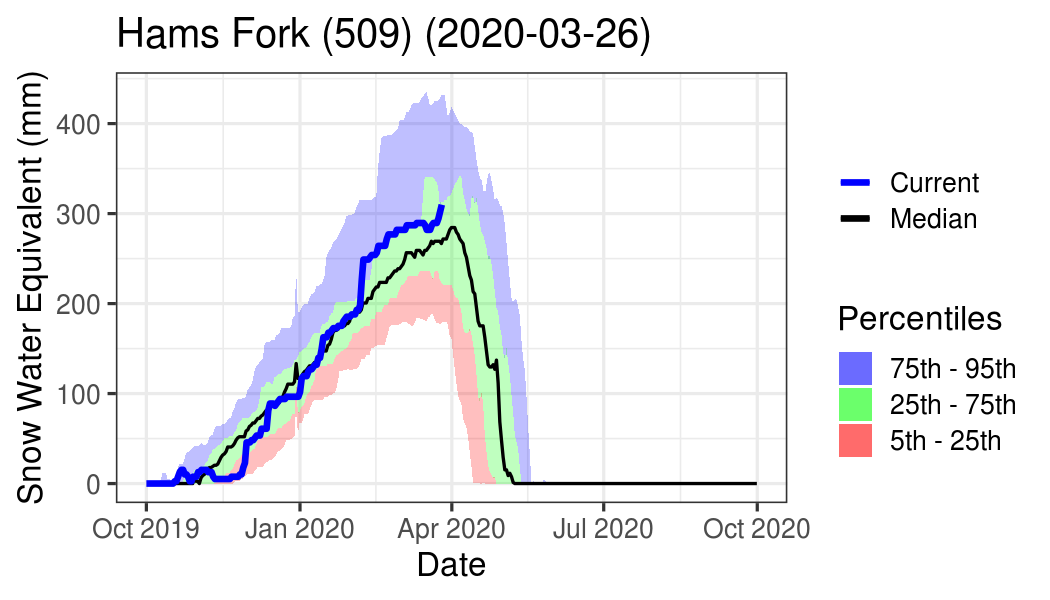 Hams Fork (509) (2020-03-26)
Snow Water Equivalent (mm)
400
300
200
100
0
Oct 2019
Jan 2020
Apr 2020
Jul 2020
Oct 2020
Date
Current
Median
Percentiles
75th - 95th
25th - 75th
5th - 25th